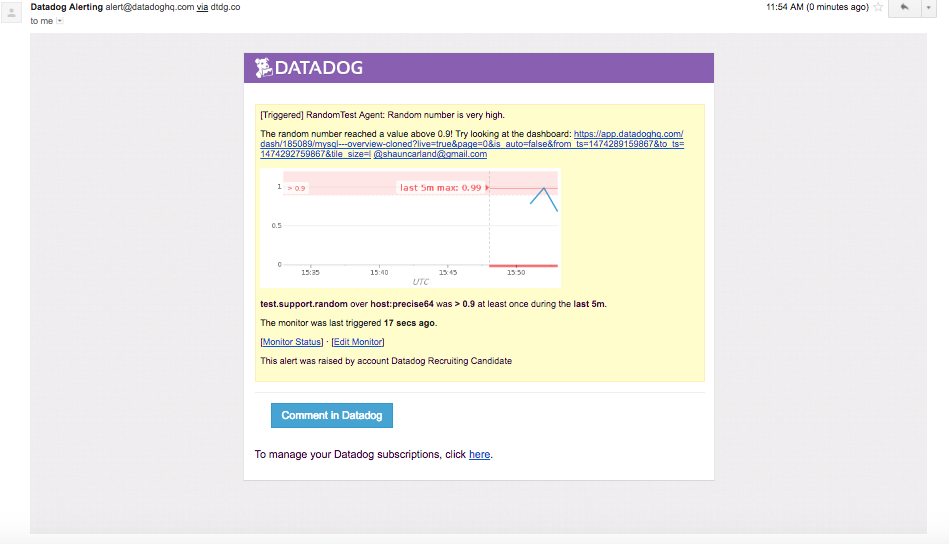 Datadog Alerting alert@datadoghq.com via dtdg.co
11:54 AM (0 minutes ago)
to me
DATADOG
[Triggered] RandomTest Agent: Random number is very high.
The random number reached a value above 0.9! Try looking at the dashboard: https://app.datadoghq.com/
dash/185089/mysql---overview-cloned?live=true&page=0&is_auto=false&from_ts=1474289159867&to_ts=
1474292759867&tile_size=l @shauncarland@gmail.com
1
> 0.9
last 5m max: 0.99
0.5
0
15:35 15:40 15:45 15:50
UTC
test.support.random over host:precise64 was > 0.9 at least once during the last 5m.
The monitor was last triggered 17 secs ago.
[Monitor Status] · [Edit Monitor]
This alert was raised by account Datadog Recruiting Candidate
Comment in Datadog
To manage your Datadog subscriptions, click here.